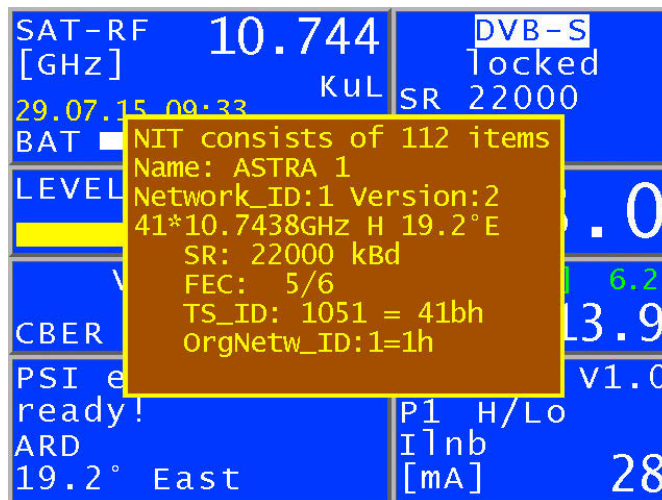 SAT-RF 10.744
[GHz]
KuL
29.07.15 09:33
BAT
DVB-S
locked
SR 22000
NIT consists of 112 items
Name: ASTRA 1
Network_ID:1 Version:2
41*10.7438GHz H 19.2°E
SR: 22000 kBd
FEC: 5/6
TS_ID: 1051 = 41bh
OrgNetw_ID:1=1h
LEVEL
.0
6.2
CBER
13.9
PSI
ready!
ARD
19.2° East
V1.0
P1 H/Lo
Ilnb
[mA] 28